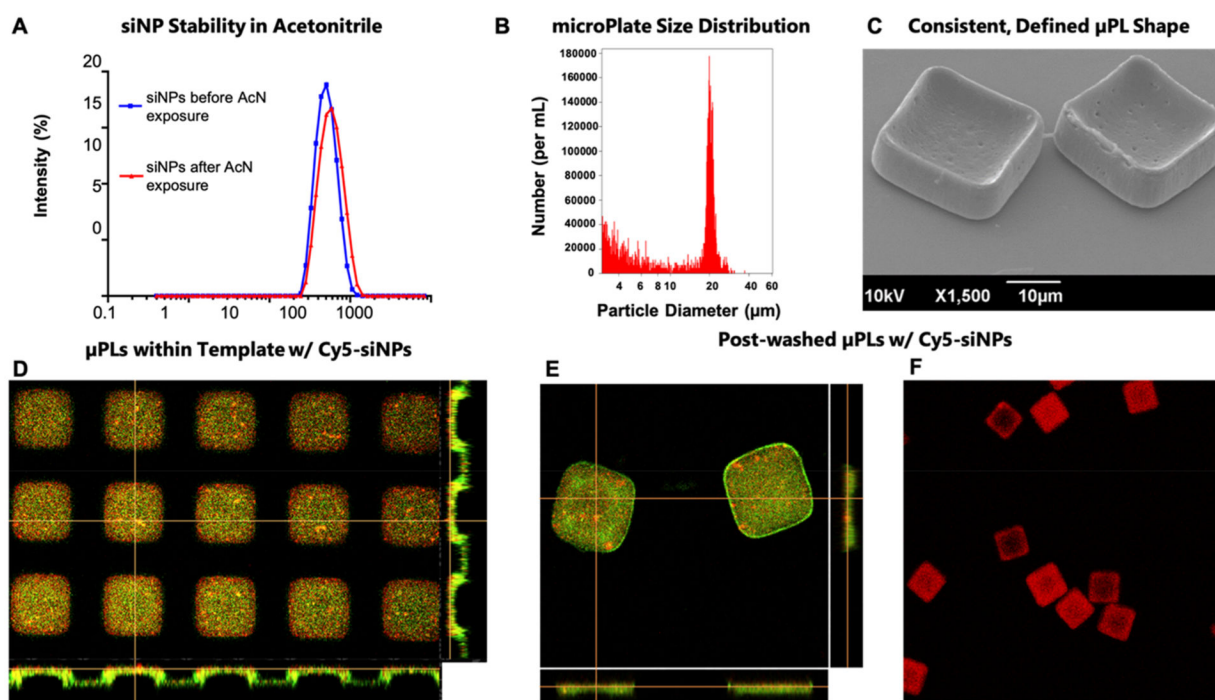 A siNP Stability in Acetonitrile
20
15
10
5
0
Intensity (%)
siNPs before AcN
exposure
siNPs after AcN
exposure
0.1 1 10 100 1000
B microPlate Size Distribution
180000
160000
140000
120000
100000
80000
60000
40000
20000
0
Number (per mL)
4 6 8 10 20 40 60
Particle Diameter (µm)
C Consistent, Defined µPL Shape
10kV X1,500 10µm
µPLs within Template w/ Cy5-siNPs
D
Post-washed µPLs w/ Cy5-siNPs
E
F